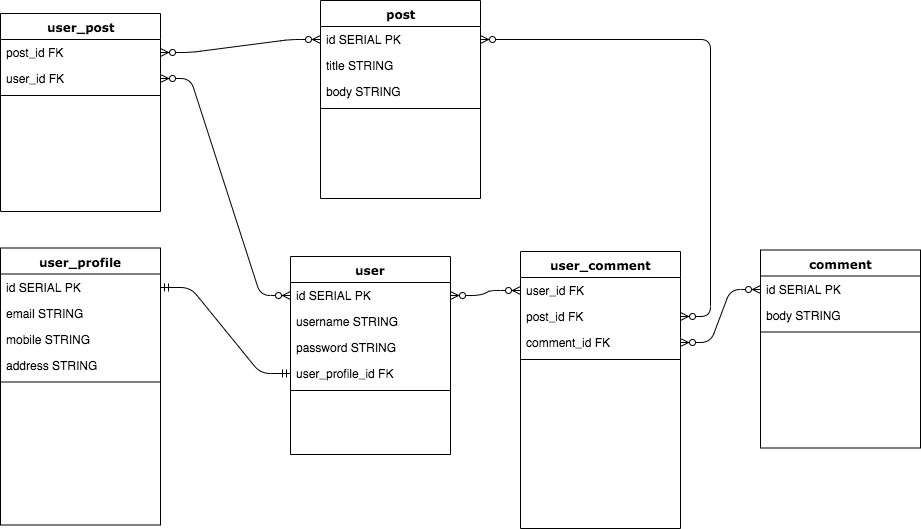 user_post
post_id FK
user_id FK
post
id SERIAL PK
title STRING
body STRING
user_profile
id SERIAL PK
email STRING
mobile STRING
address STRING
user
id SERIAL PK
username STRING
password STRING
user_profile_id FK
user_comment
user_id FK
post_id FK
comment_id FK
comment
id SERIAL PK
body STRING